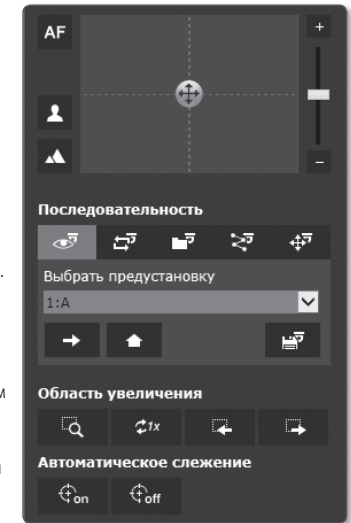 AF
+
-
Последовательность
Выбрать предустановку
1:A
1x
Область увеличения
Автоматическое слежение
on off